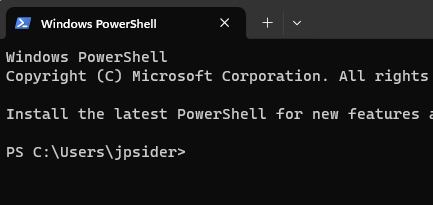 Windows PowerShell
Windows PowerShell
Copyright (C) Microsoft Corporation. All rights
Install the latest PowerShell for new features
PS C:\Users\jpsider>